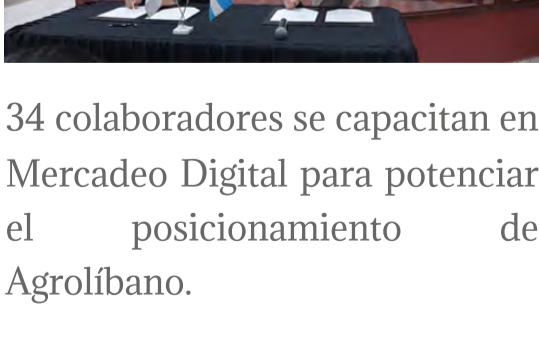 34 colaboradores se capacitan en
Mercadeo Digital para potenciar
el posicionamiento de
Agrolíbano.